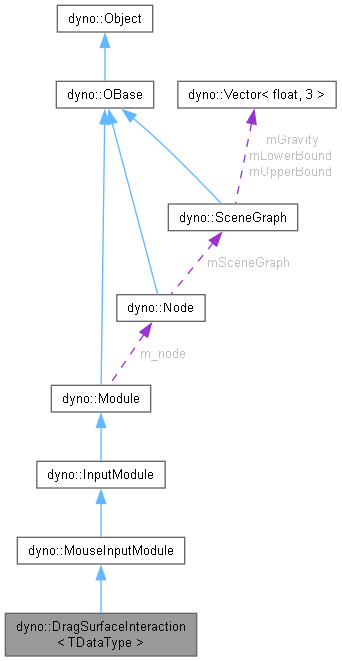 dyno::Object
dyno::OBase
dyno::Vector< float, 3 >
mGravity
mLowerBound
mUpperBound
dyno::SceneGraph
mSceneGraph
dyno::Node
m_node
dyno::Module
dyno::InputModule
dyno::MouseInputModule
dyno::DragSurfaceInteraction
< TDataType >